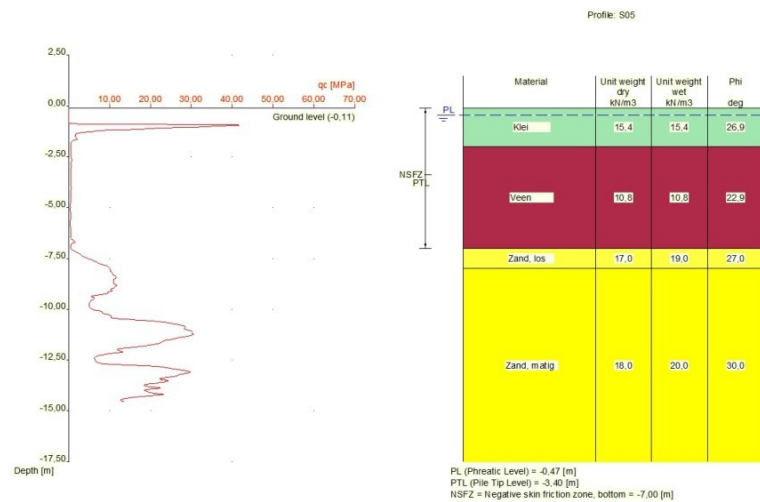 Profile: S05
2,50
qc [MPa]
0,00
10,00 20,00 30,00 40,00 50,00 60,00 70,00
Ground level (-0,11)
-2,50
-5,00
-7,50
-10,00
-12,50
-15,00
-17,50
Depth [m]
Material Unit weight dry kN/m3 Unit weight wet kN/m3 Phi deg
PL
Klei 15,4 15,4 26,9
NSFZ
PTL
Veen 10,8 10,8 22,9
Zand, los 17,0 19,0 27,0
Zand, matig 18,0 20,0 30,0
PL (Phreatic Level) = -0,47 [m]
PTL (Pile Tip Level) = -3,40 [m]
NSFZ = Negative skin friction zone, bottom = -7,00 [m]